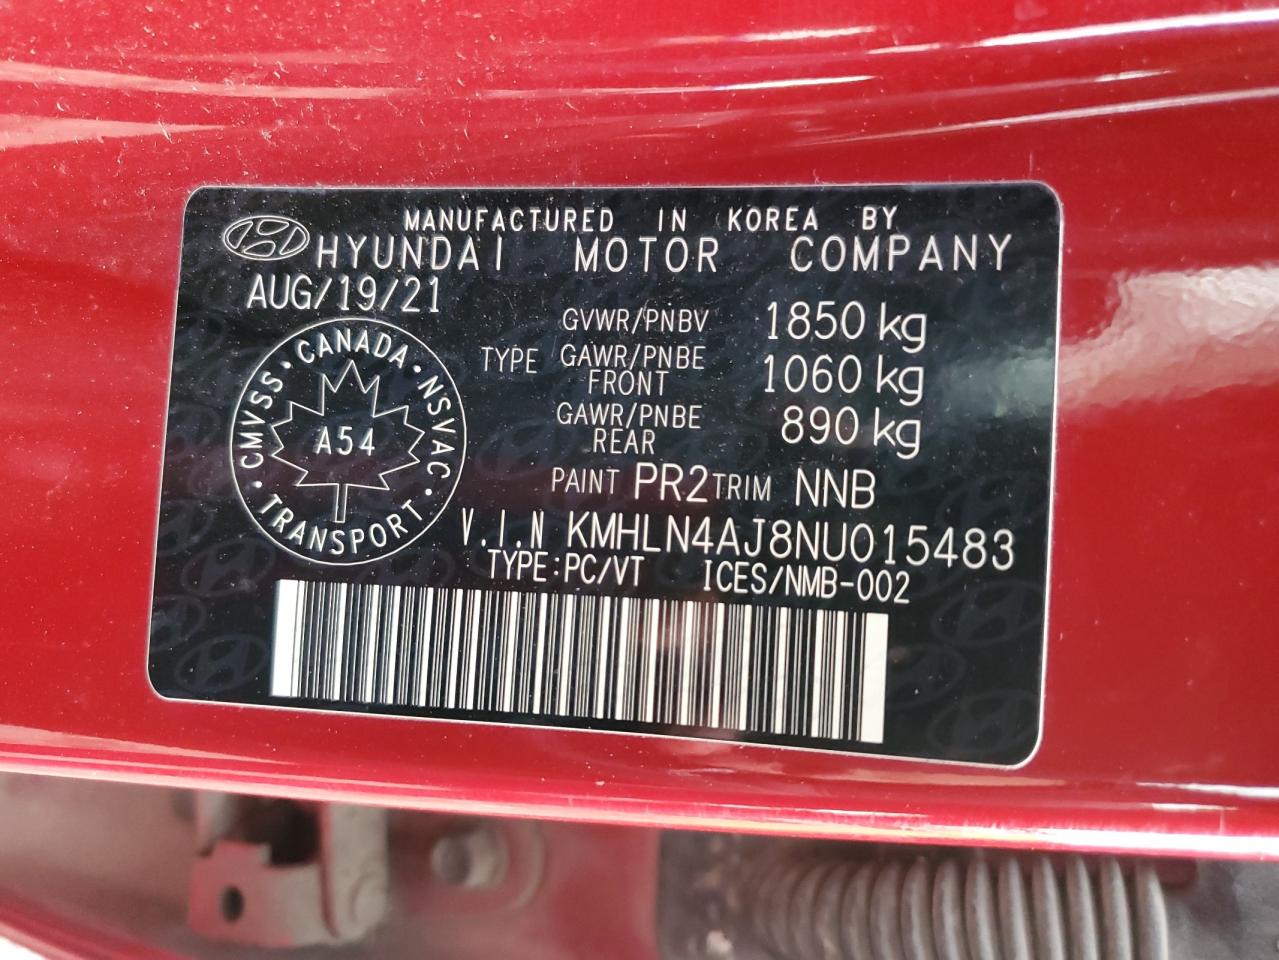 MANUFACTURED IN KOREA BY
HYUNDAI MOTOR COMPANY
AUG/19/21
GVWR/PNBV 1850 kg
TYPE GAWR/PNBE FRONT 1060 kg
GAWR/PNBE REAR 890 kg
CANADA · NSVAC · TRANSPORT · CMVSS ·
A54
PAINT PR2 TRIM NNB
V.I.N KMHLN4AJ8NU015483
TYPE:PC/VT ICES/NMB-002